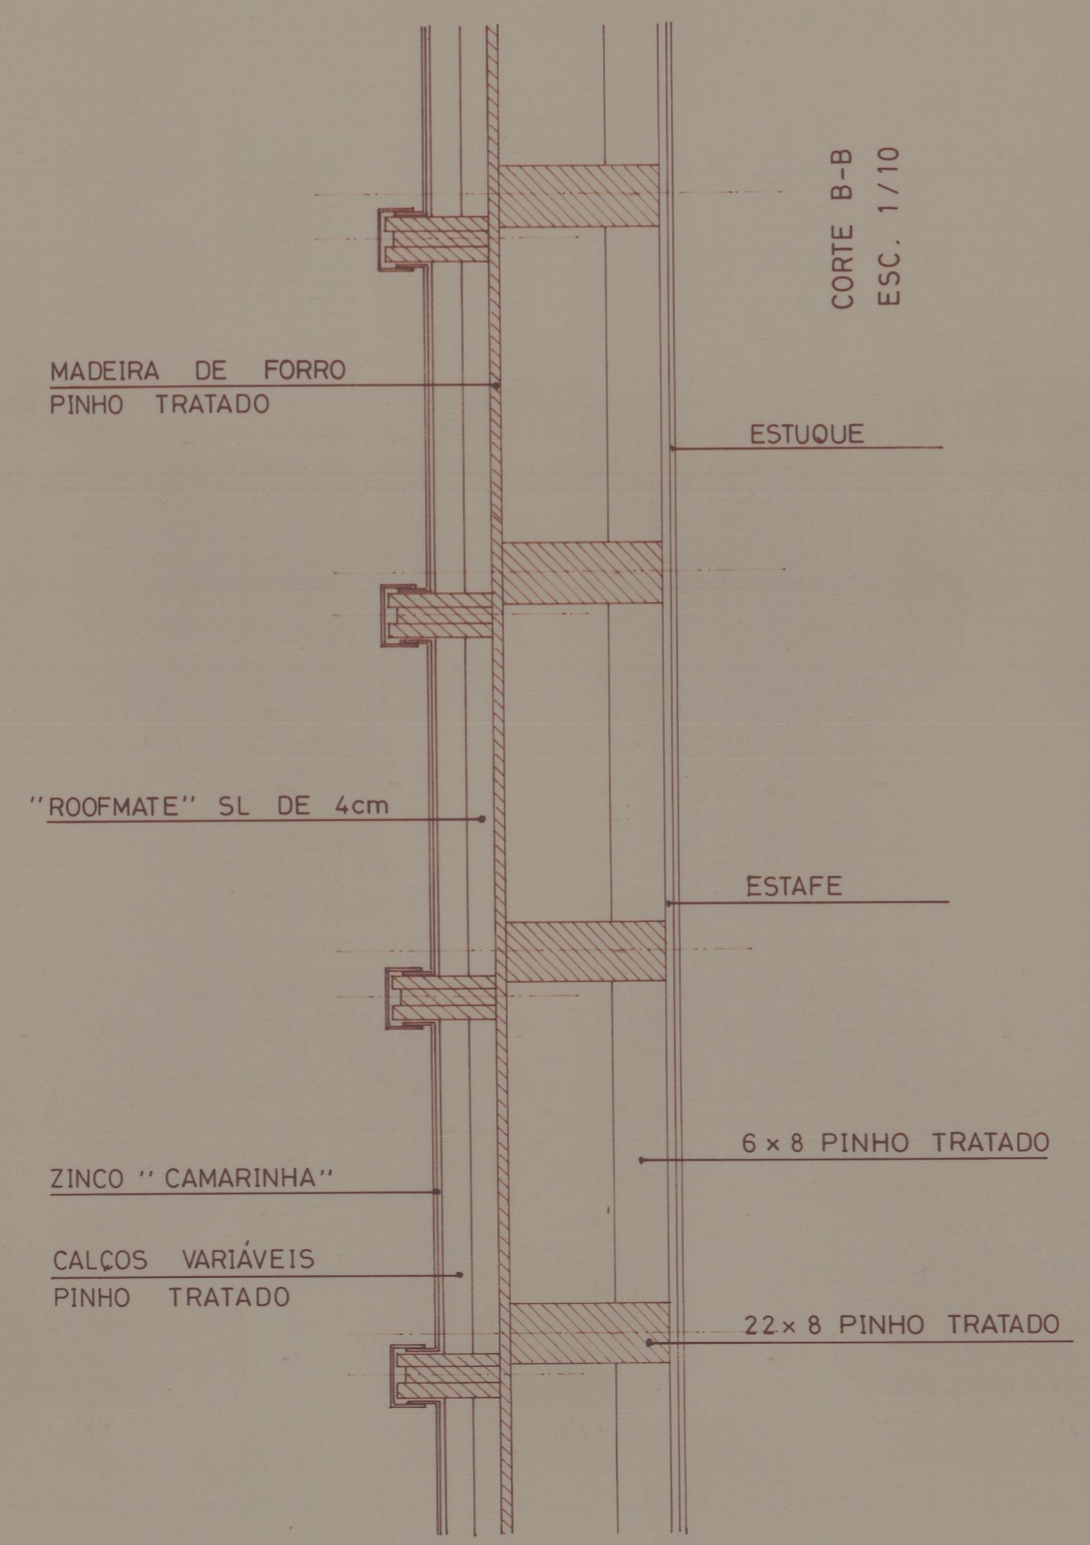 CORTE B-B
ESC. 1/10
MADEIRA DE FORRO
PINHO TRATADO
ESTUQUE
"ROOFMATE" SL DE 4cm
ESTAFE
6 x 8 PINHO TRATADO
ZINCO "CAMARINHA"
CALÇOS VARIÁVEIS
PINHO TRATADO
22 x 8 PINHO TRATADO